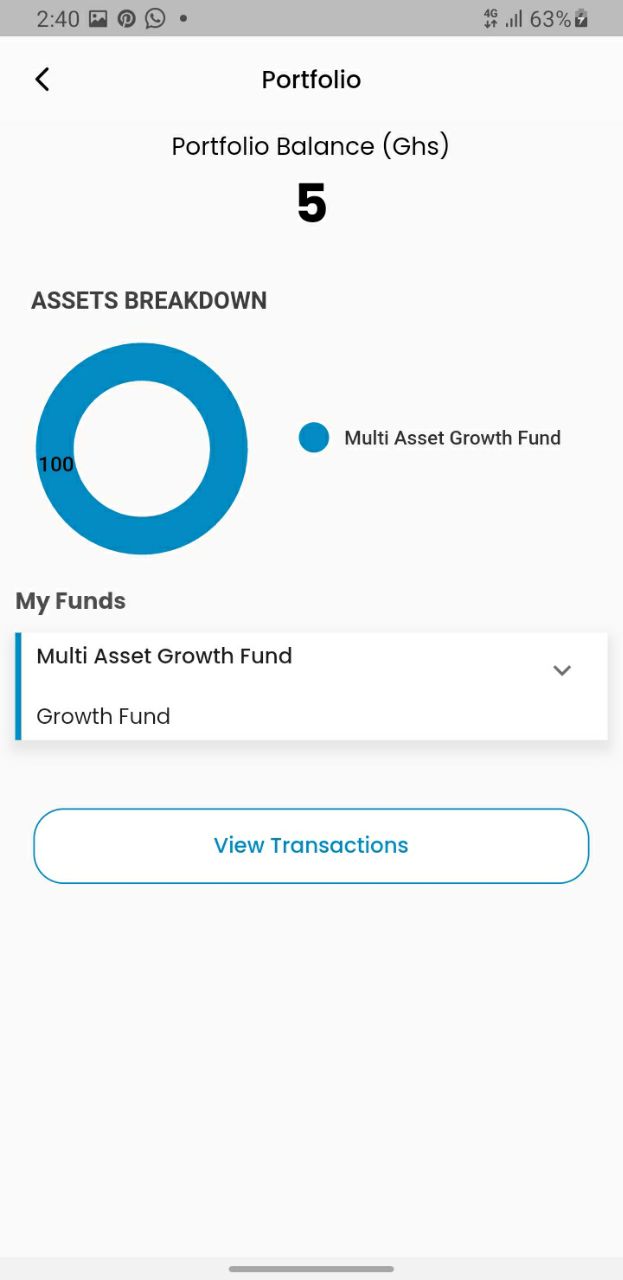 2:40
4G 63%
Portfolio
Portfolio Balance (Ghs)
5
ASSETS BREAKDOWN
100
Multi Asset Growth Fund
My Funds
Multi Asset Growth Fund
Growth Fund
View Transactions